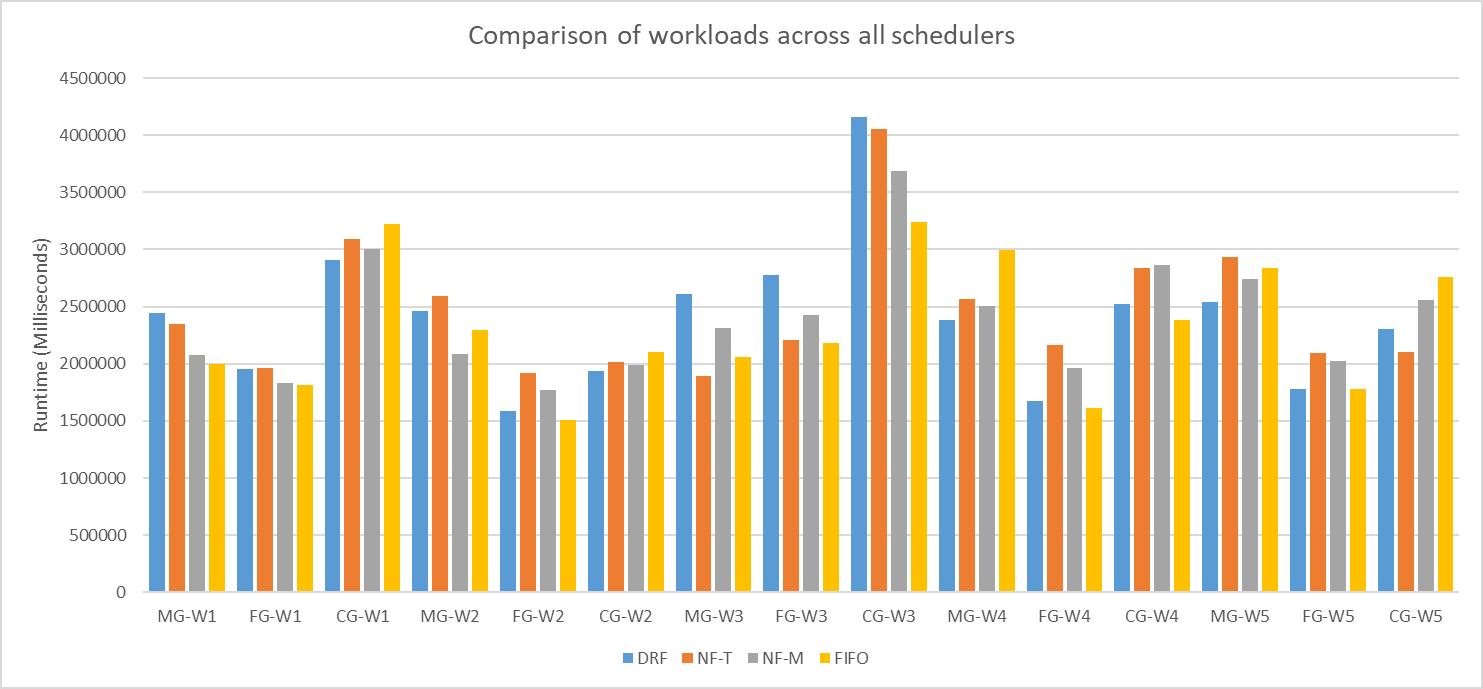 Comparison of workloads across all schedulers
Runtime (Milliseconds)
4500000
4000000
3500000
3000000
2500000
2000000
1500000
1000000
500000
0
MG-W1 FG-W1 CG-W1 MG-W2 FG-W2 CG-W2 MG-W3 FG-W3 CG-W3 MG-W4 FG-W4 CG-W4 MG-W5 FG-W5 CG-W5
DRF NF-T NF-M FIFO